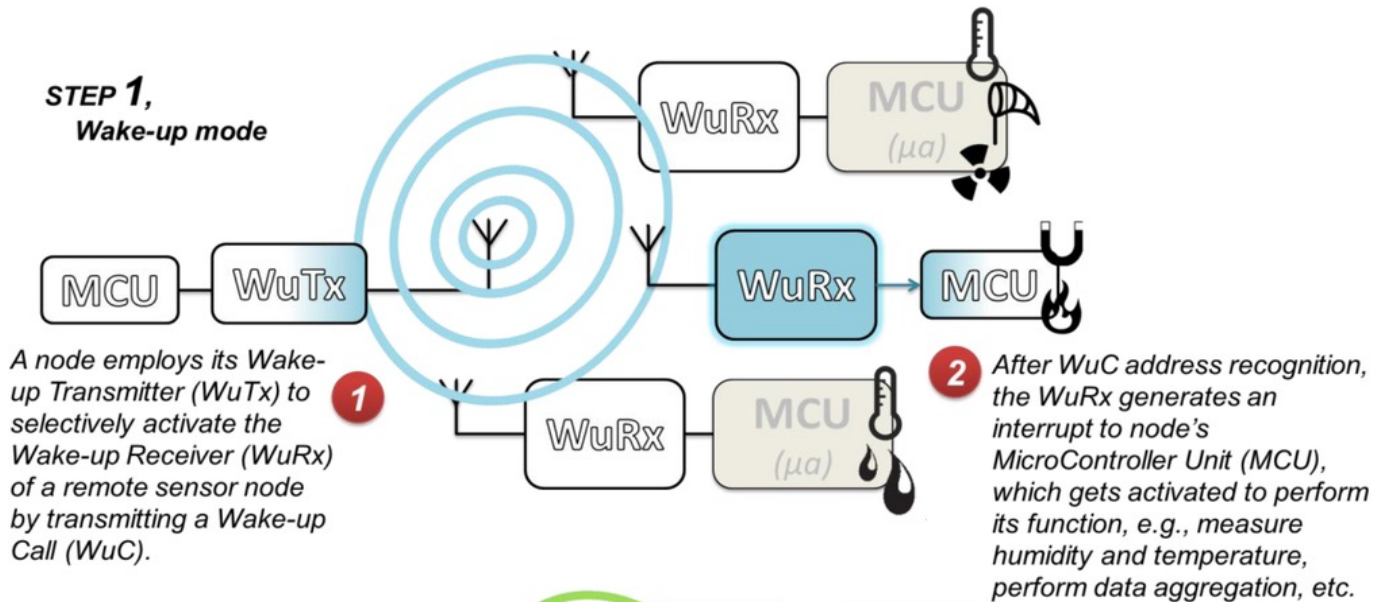 STEP 1,
Wake-up mode
WuRx
MCU
(μa)
MCU
WuTx
WuRx
MCU
A node employs its Wake-
up Transmitter (WuTx) to
selectively activate the
Wake-up Receiver (WuRx)
of a remote sensor node
by transmitting a Wake-up
Call (WuC).
1
WuRx
MCU
(μa)
2
After WuC address recognition,
the WuRx generates an
interrupt to node's
MicroController Unit (MCU),
which gets activated to perform
its function, e.g., measure
humidity and temperature,
perform data aggregation, etc.